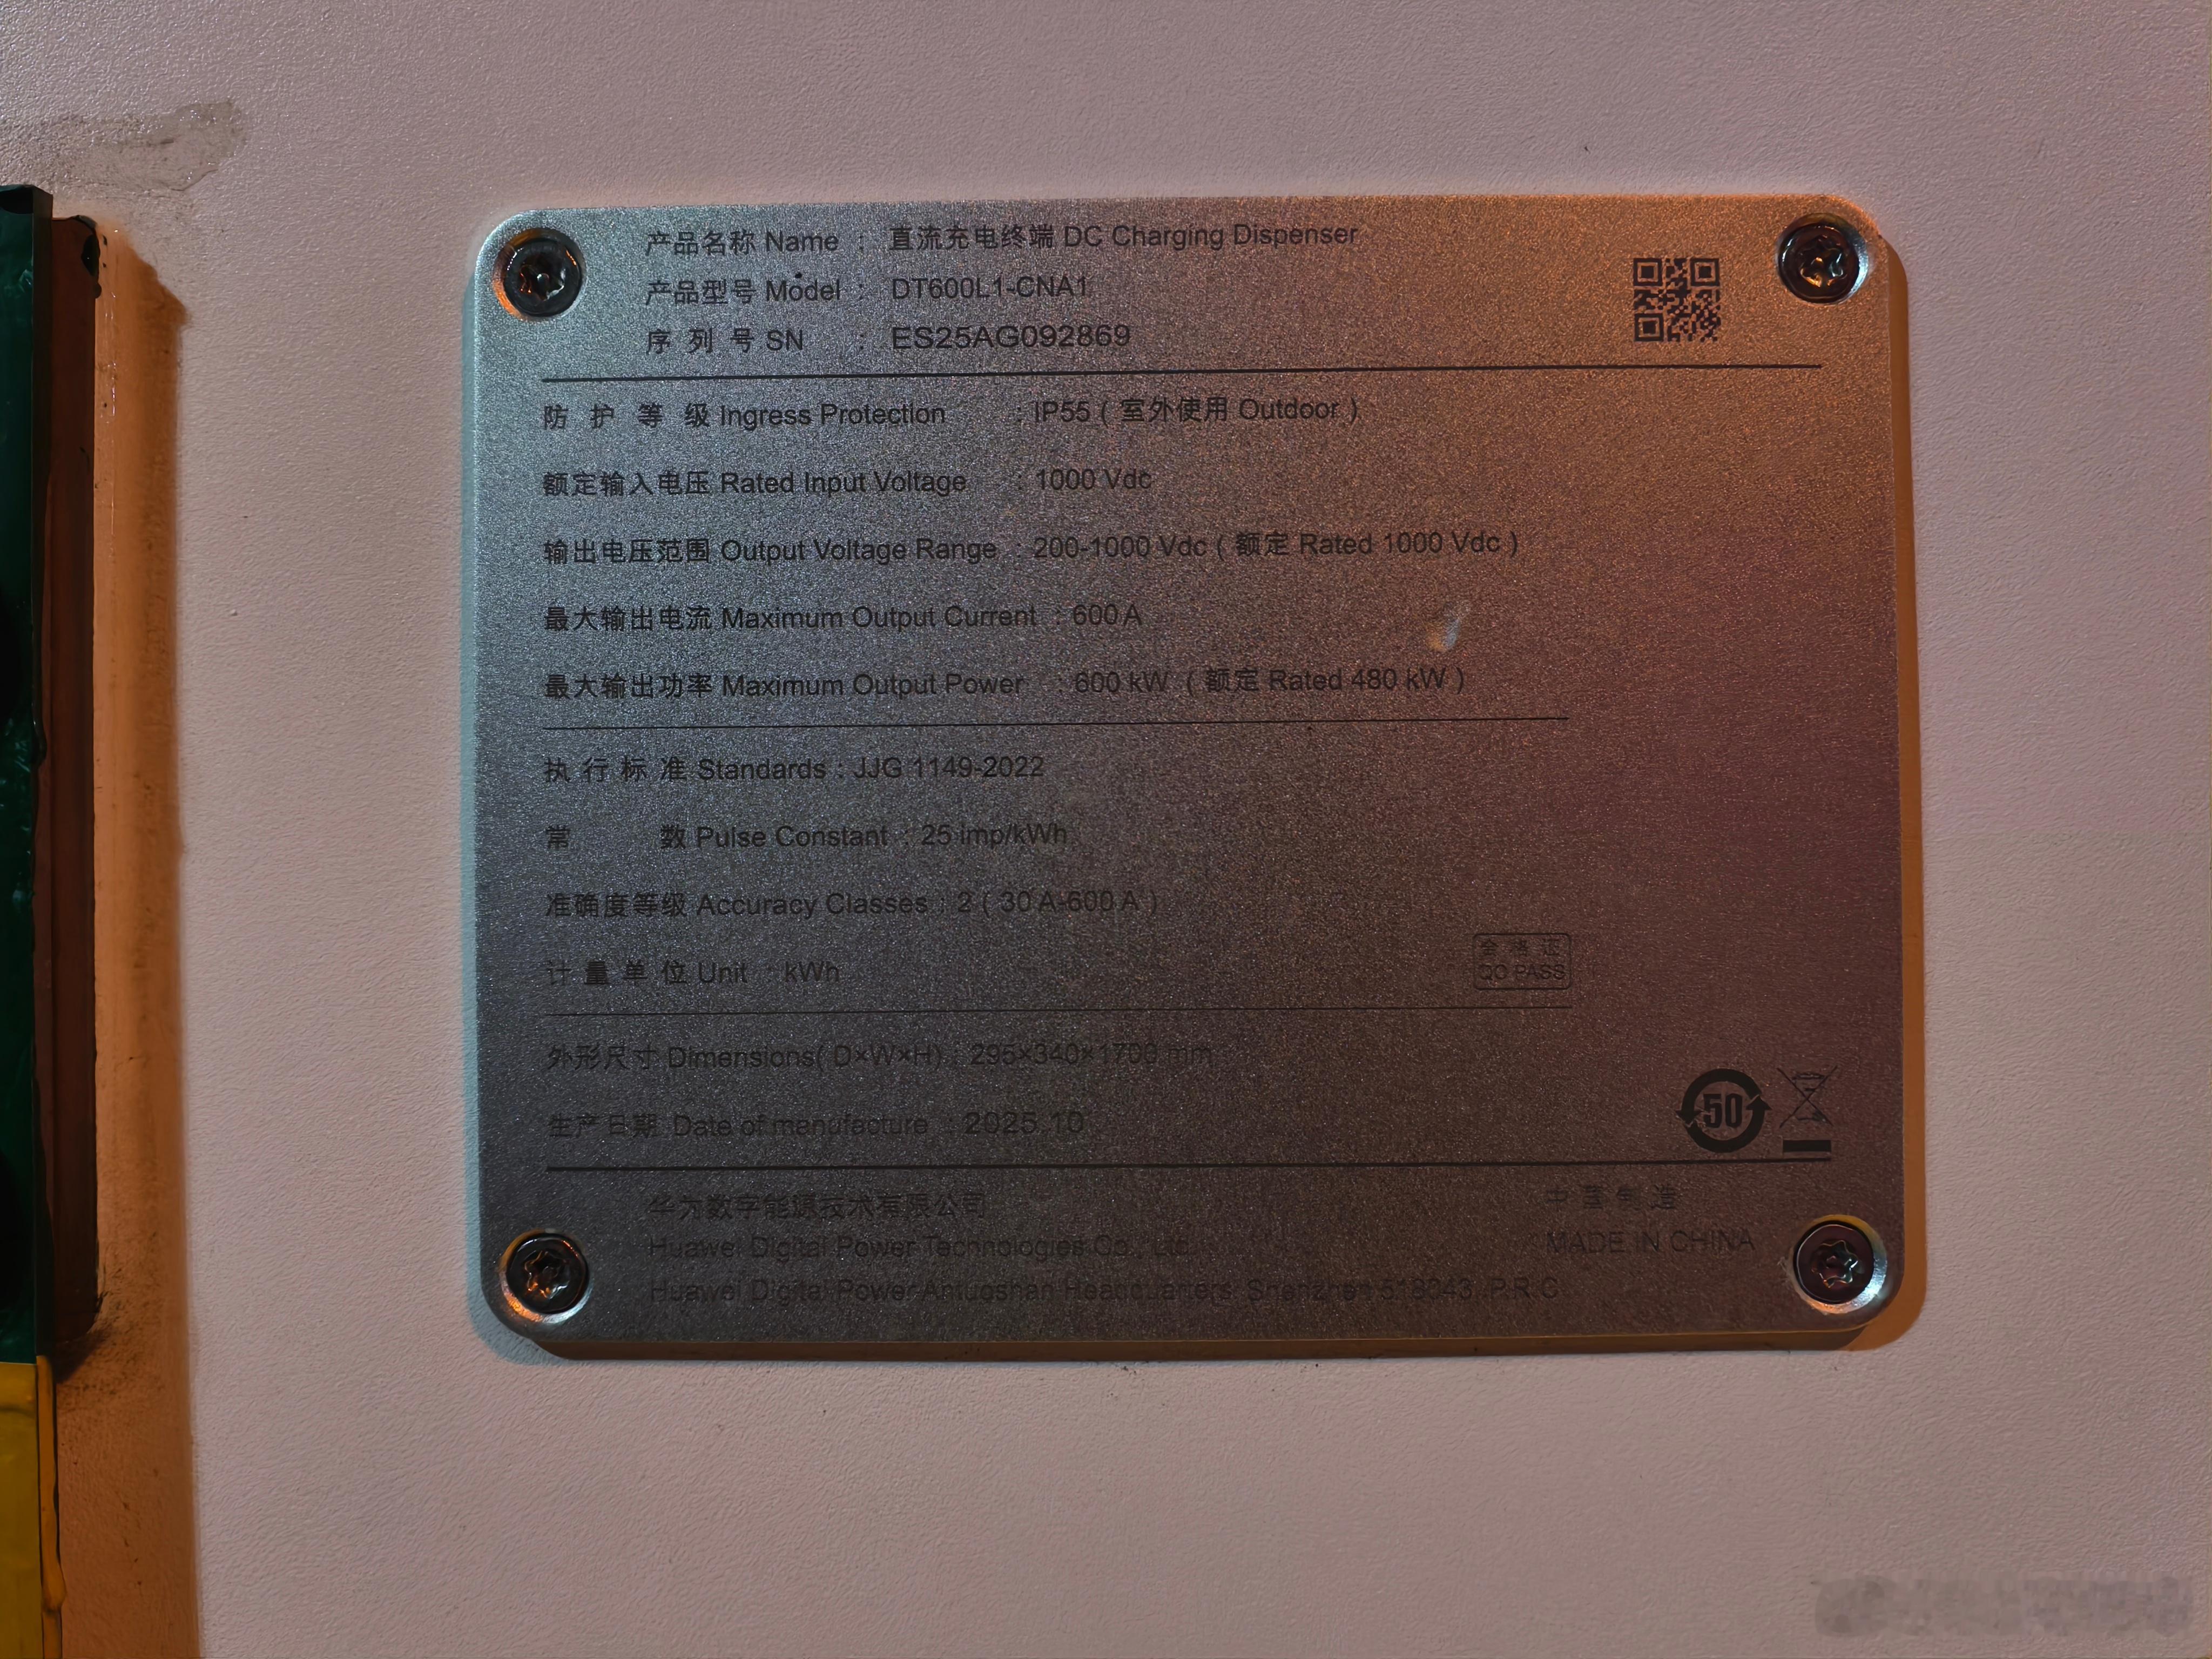 产品名称 Name : 直流充电终端 DC Charging Dispenser
产品型号 Model : DT600L1-CNA1
序列号 SN : ES25AG092869
防护等级 Ingress Protection : IP55 ( 室外使用 Outdoor )
额定输入电压 Rated Input Voltage : 1000 Vdc
输出电压范围 Output Voltage Range : 200-1000 Vdc ( 额定 Rated 1000 Vdc )
最大输出电流 Maximum Output Current : 600 A
最大输出功率 Maximum Output Power : 600 kW ( 额定 Rated 480 kW )
执行标准 Standards : JJG 1149-2022
常数 Pulse Constant : 25 imp/kWh
准确度等级 Accuracy Classes : 2 ( 30 A-600 A )
计量单位 Unit : kWh
合格证
QC PASS
外形尺寸 Dimensions( D×W×H) : 295×340×1700 mm
生产日期 Date of manufacture : 2025.10
50
华为数字能源技术有限公司
Huawei Digital Power Technologies Co., Ltd.
Huawei Digital Power Antuoshan Headquarters, Shenzhen 518043, P.R.C
中国制造
MADE IN CHINA